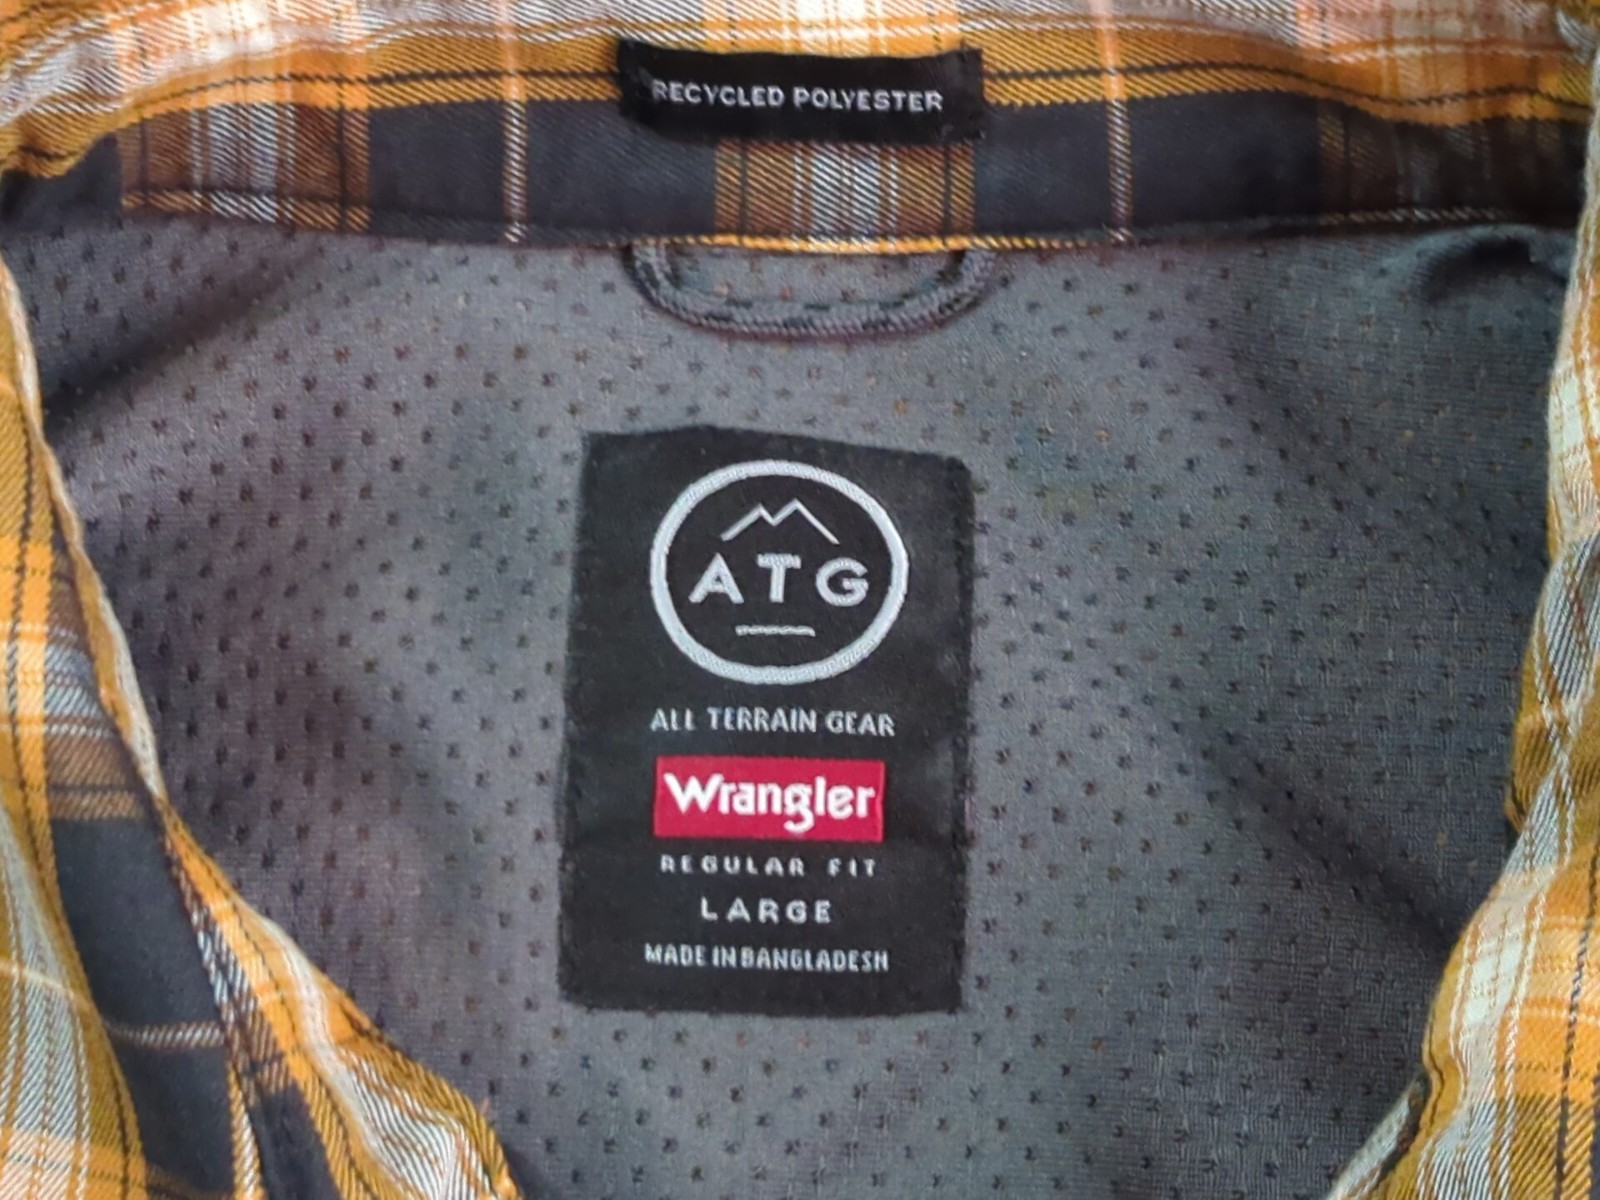 RECYCLED POLYESTER
ATG
ALL TERRAIN GEAR
Wrangler
REGULAR FIT
LARGE
MADE IN BANGLADESH